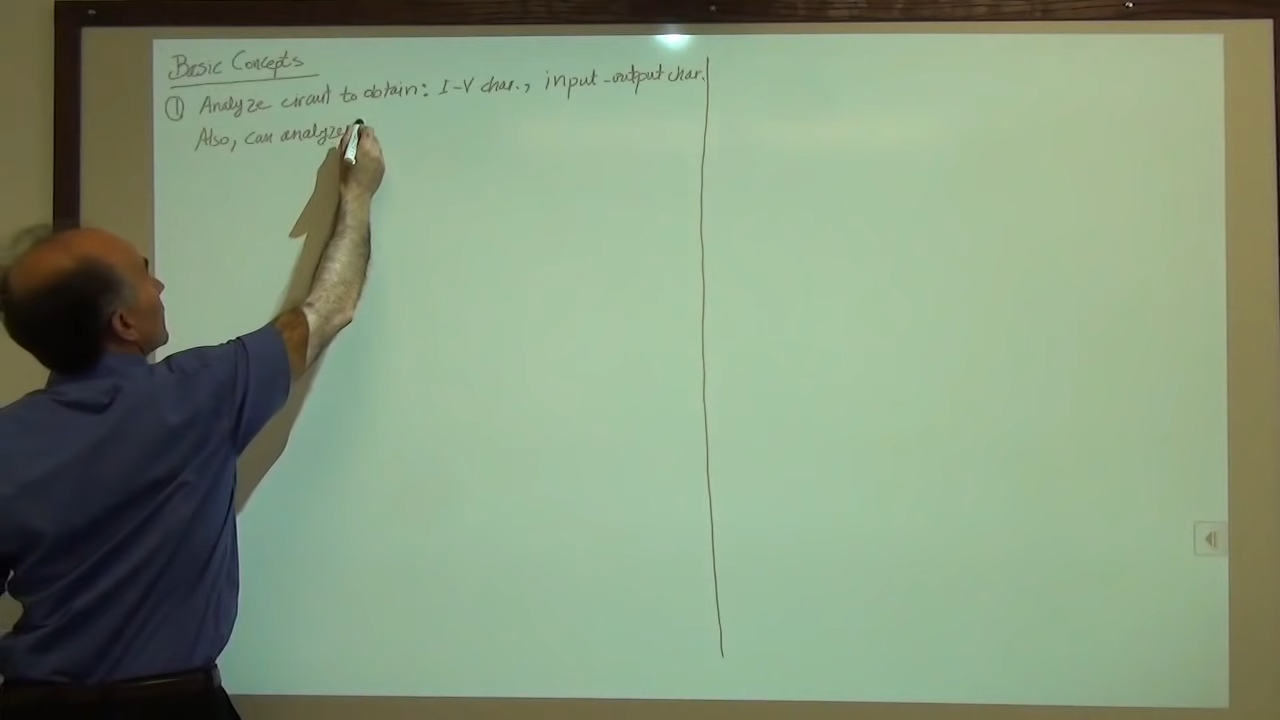 Basic Concepts
① Analyze circuit to obtain: I-V char., input-output char.
Also, can analyze